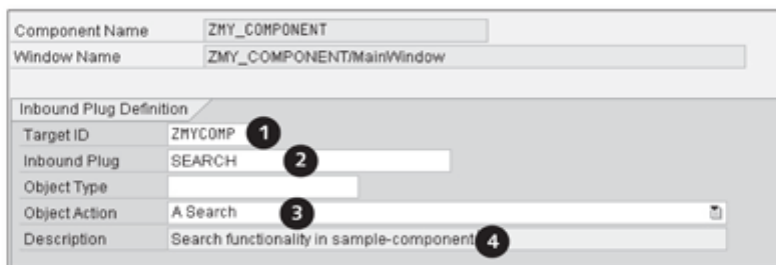 Component Name ZMY_COMPONENT
Window Name ZMY_COMPONENT/MainWindow
Inbound Plug Definition
Target ID ZMYCOMP 1
Inbound Plug SEARCH 2
Object Type
Object Action A Search 3
Description Search functionality in sample-component 4